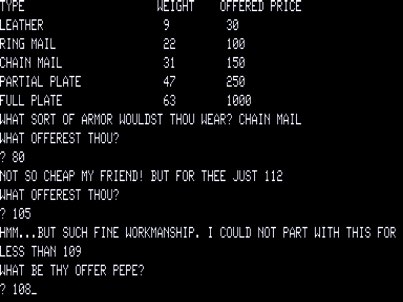 TYPE WEIGHT OFFERED PRICE
LEATHER 9 30
RING MAIL 22 100
CHAIN MAIL 31 150
PARTIAL PLATE 47 250
FULL PLATE 63 1000
WHAT SORT OF ARMOR WOULDST THOU WEAR? CHAIN MAIL
WHAT OFFEREST THOU?
? 80
NOT SO CHEAP MY FRIEND! BUT FOR THEE JUST 112
WHAT OFFEREST THOU?
? 105
HMM...BUT SUCH FINE WORKMANSHIP. I COULD NOT PART WITH THIS FOR
LESS THAN 109
WHAT BE THY OFFER PEPE?
? 108_